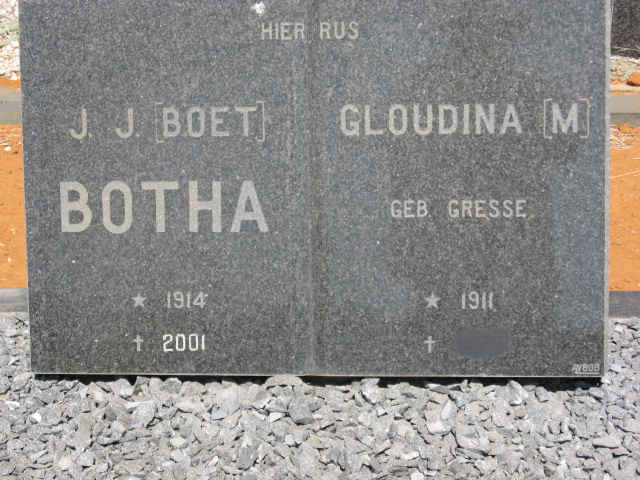 HIER RUS
J. J. [BOET]
BOTHA
★ 1914
✝ 2001
GLOUDINA [M]
GEB. GRESSE
★ 1911
✝